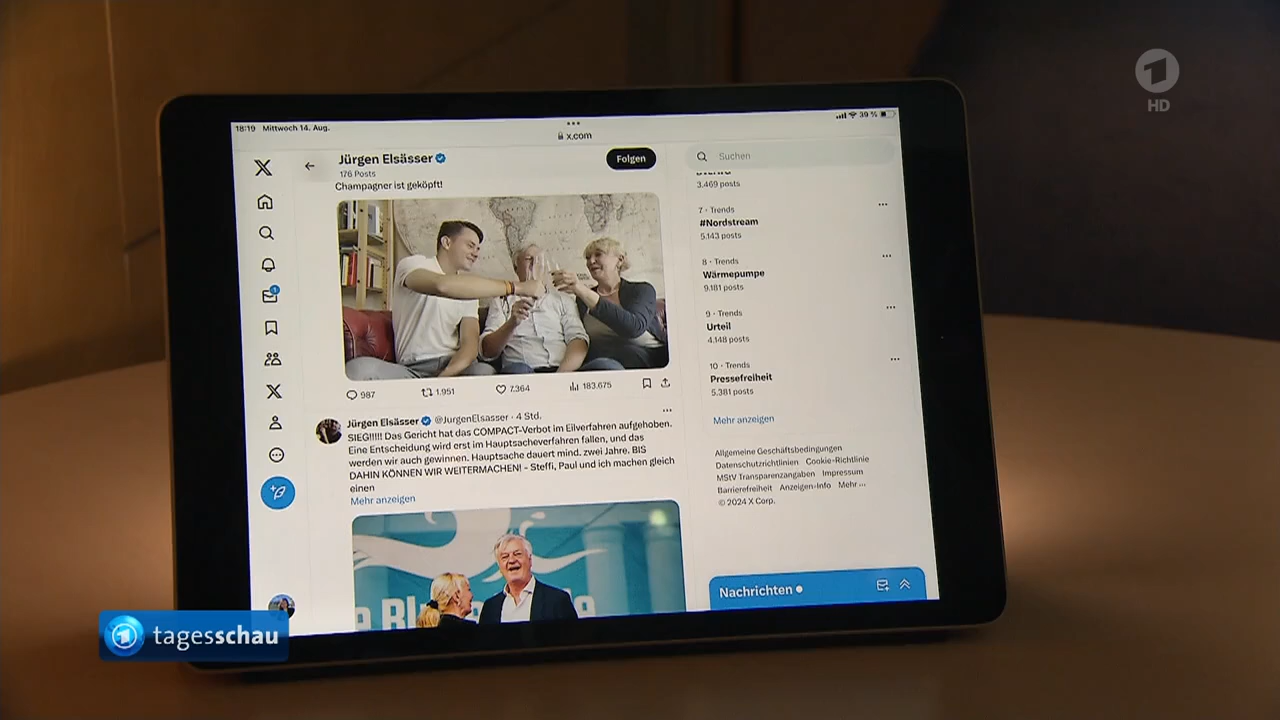 1
HD
18:19 Mittwoch 14. Aug.
39 %
x.com
Jürgen Elsässer
176 Posts
Folgen
Champagner ist geköpft!
987
1.951
7.364
183.675
Jürgen Elsässer @JurgenElsasser · 4 Std.
SIEG!!!!! Das Gericht hat das COMPACT-Verbot im Eilverfahren aufgehoben.
Eine Entscheidung wird erst im Hauptsacheverfahren fallen, und das
werden wir auch gewinnen. Hauptsache dauert mind. zwei Jahre. BIS
DAHIN KÖNNEN WIR WEITERMACHEN! - Steffi, Paul und ich machen gleich
einen
Mehr anzeigen
Suchen
3.469 posts
7 · Trends
#Nordstream
5.143 posts
8 · Trends
Wärmepumpe
9.181 posts
9 · Trends
Urteil
4.148 posts
10 · Trends
Pressefreiheit
5.381 posts
Mehr anzeigen
Allgemeine Geschäftsbedingungen
Datenschutzrichtlinien Cookie-Richtlinie
MStV Transparenzangaben Impressum
Barrierefreiheit Anzeigen-Info Mehr ...
© 2024 X Corp.
Nachrichten
1 tagesschau